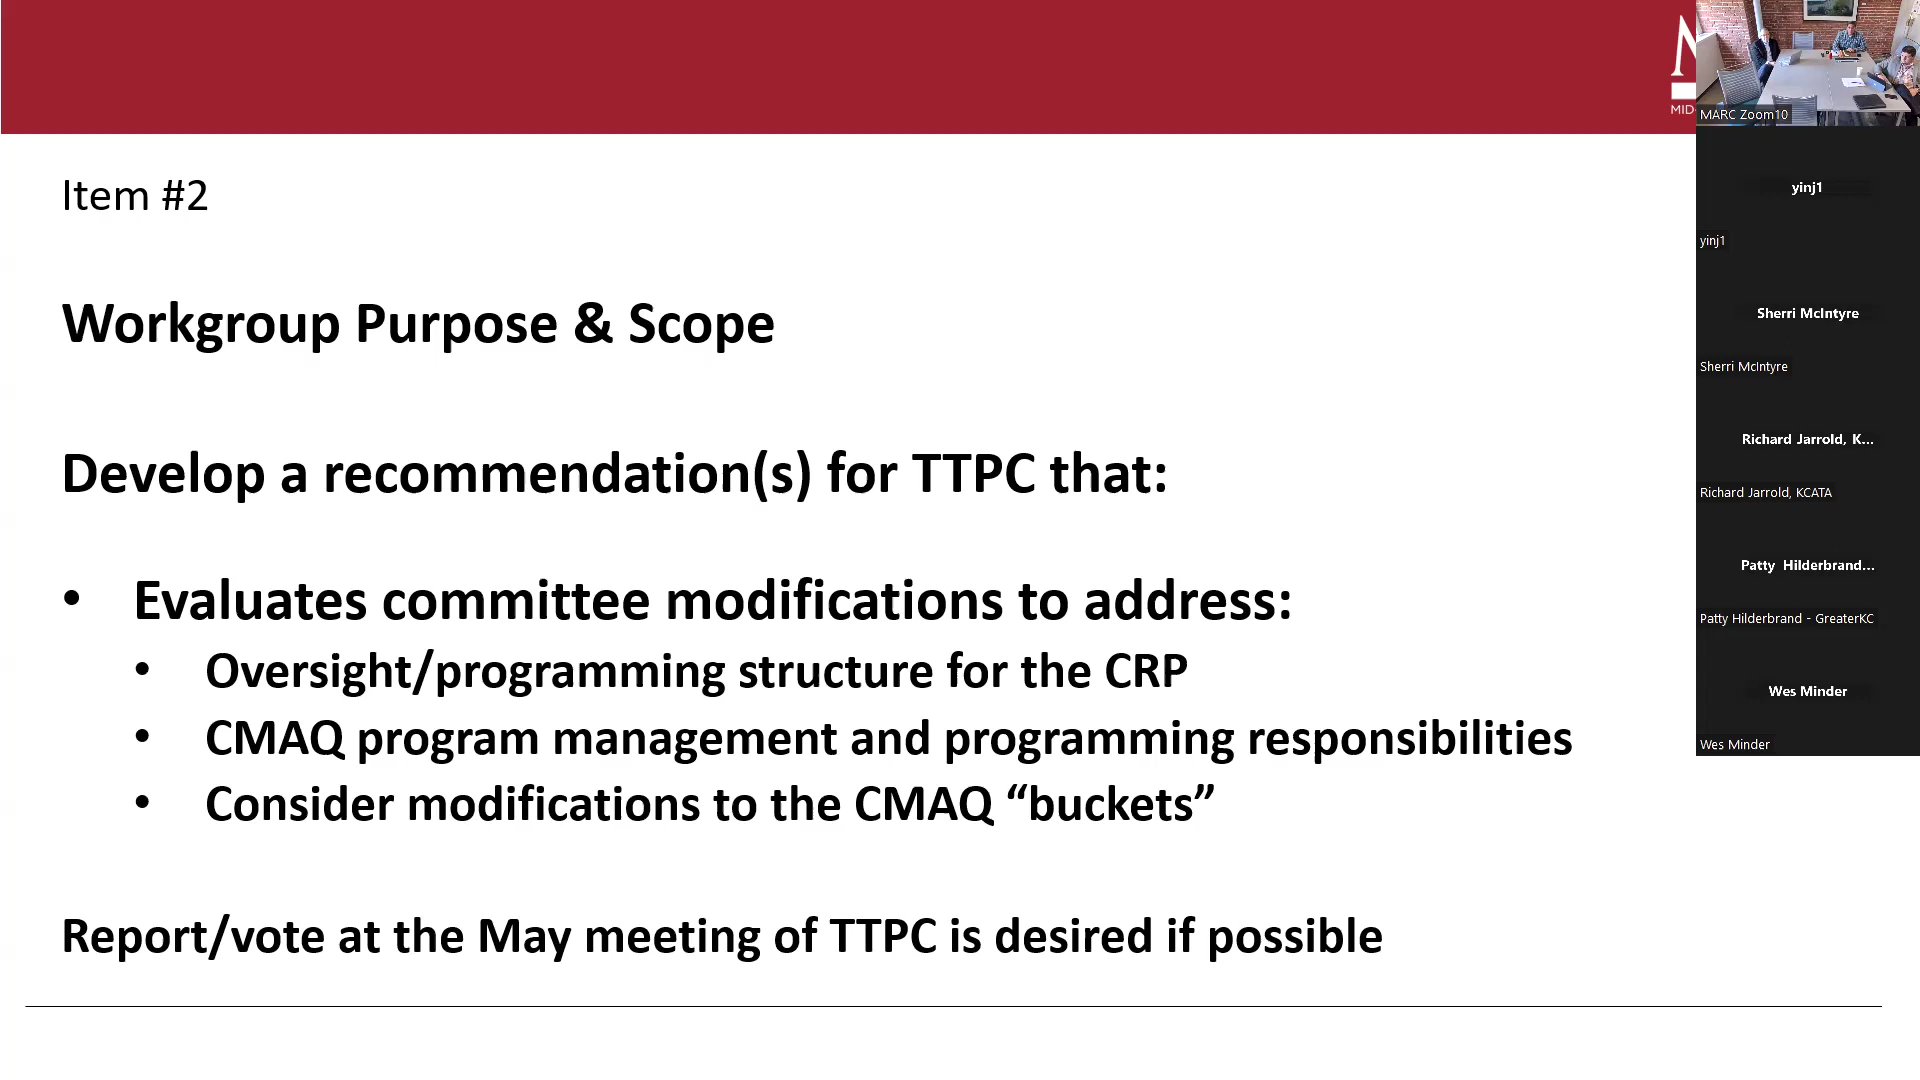 MID
Item #2
Workgroup Purpose & Scope
Develop a recommendation(s) for TTPC that:
• Evaluates committee modifications to address:
• Oversight/programming structure for the CRP
• CMAQ program management and programming responsibilities
• Consider modifications to the CMAQ “buckets”
Report/vote at the May meeting of TTPC is desired if possible
MARC Zoom10
yinj1
yinj1
Sherri McIntyre
Sherri McIntyre
Richard Jarrold, K...
Richard Jarrold, KCATA
Patty Hilderbrand...
Patty Hilderbrand - GreaterKC
Wes Minder
Wes Minder